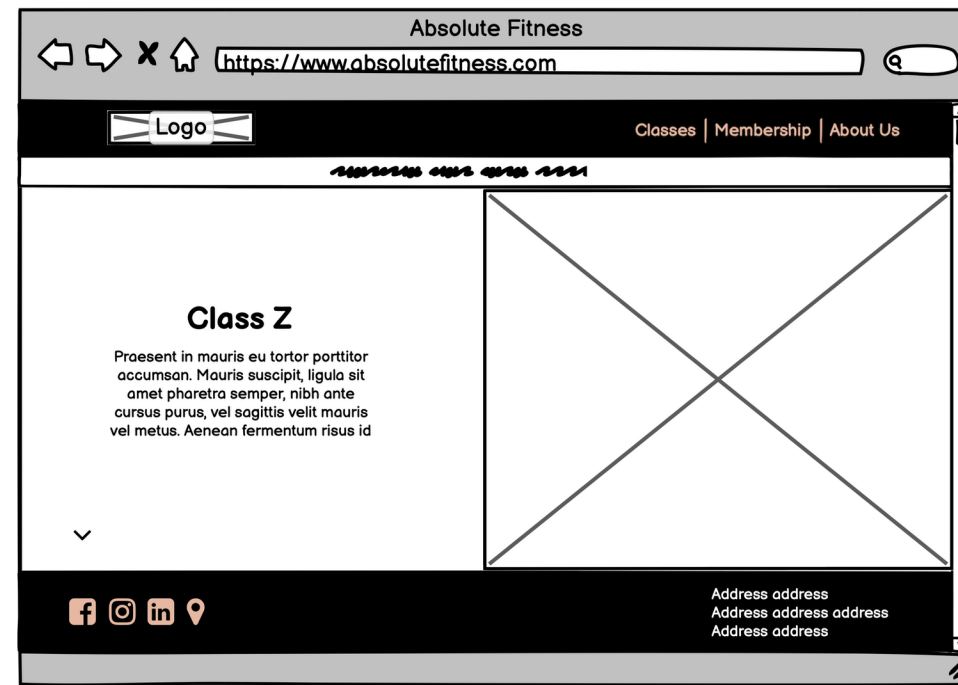 Absolute Fitness
https://www.absolutefitness.com
Logo
Classes | Membership | About Us
Class Z
Praesent in mauris eu tortor porttitor
accumsan. Mauris suscipit, ligula sit
amet pharetra semper, nibh ante
cursus purus, vel sagittis velit mauris
vel metus. Aenean fermentum risus id
Address address
Address address address
Address address